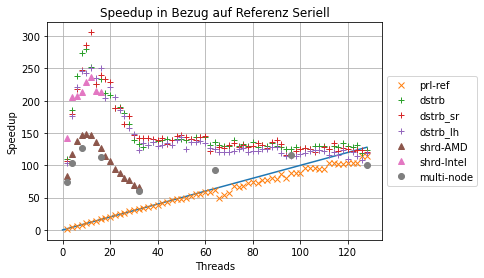 Speedup in Bezug auf Referenz Seriell
300
250
200
150
100
50
0
Speedup
0
20
40
60
80
100
120
Threads
prl-ref
dstrb
dstrb_sr
dstrb_lh
shrd-AMD
shrd-Intel
multi-node